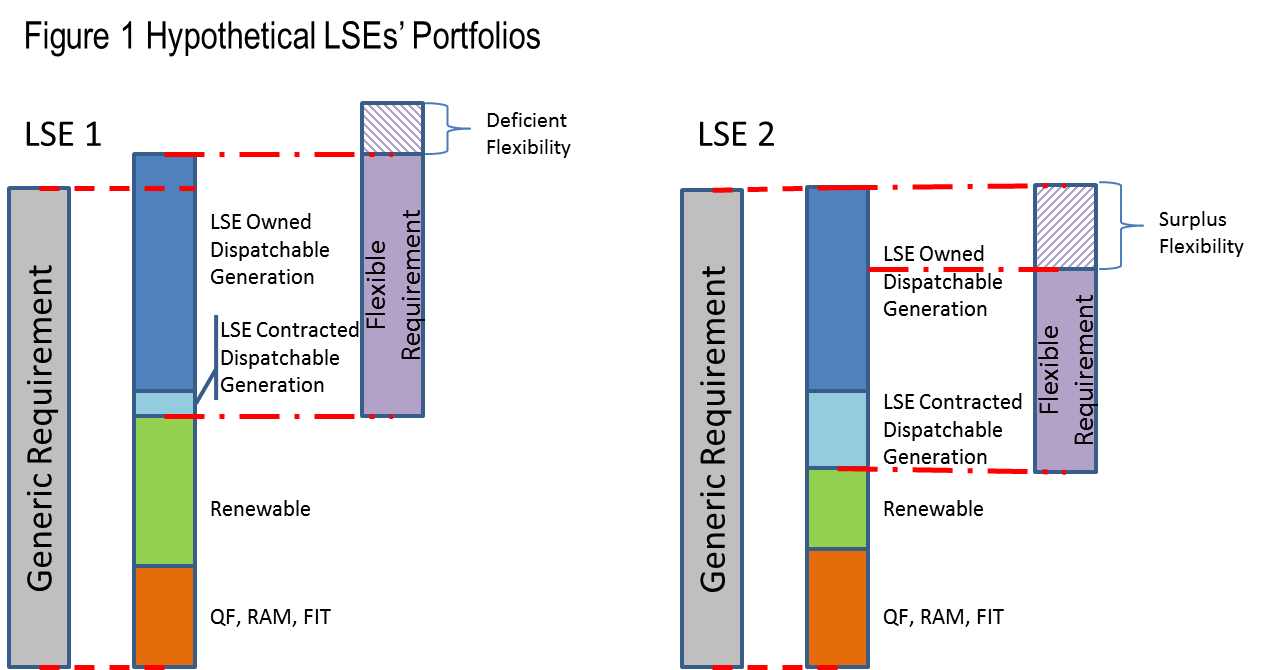 Figure 1 Hypothetical LSEs’ Portfolios
LSE 1
Generic Requirement
LSE Owned
Dispatchable
Generation
LSE Contracted
Dispatchable
Generation
Renewable
QF, RAM, FIT
Flexible
Requirement
Deficient
Flexibility
LSE 2
Generic Requirement
LSE Owned
Dispatchable
Generation
LSE Contracted
Dispatchable
Generation
Renewable
QF, RAM, FIT
Flexible
Requirement
Surplus
Flexibility